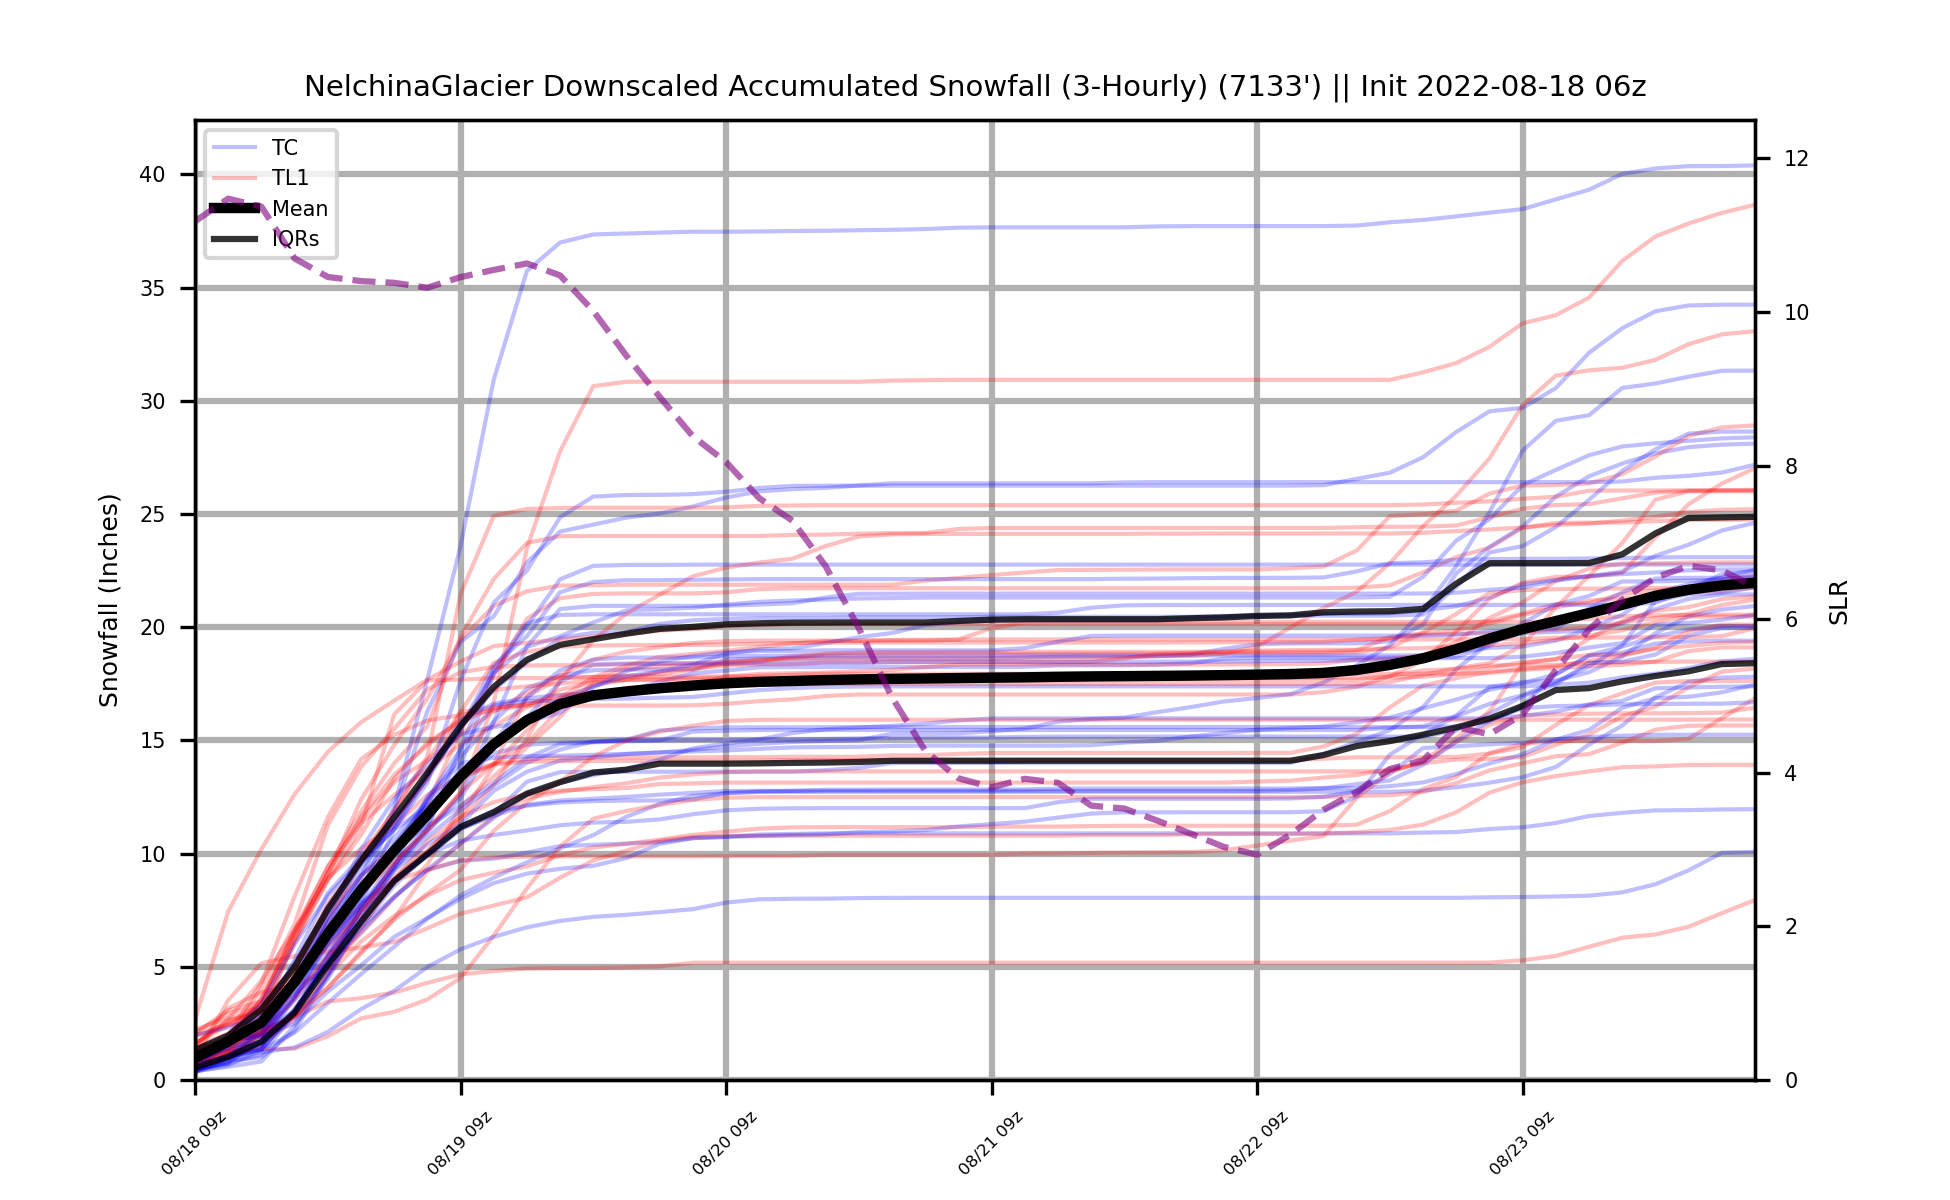 NelchinaGlacier Downscaled Accumulated Snowfall (3-Hourly) (7133') || Init 2022-08-18 06z
TC
TL1
Mean
IQRs
40
35
30
25
20
15
10
5
0
Snowfall (Inches)
12
10
8
6
4
2
0
SLR
08/18 09z
08/19 09z
08/20 09z
08/21 09z
08/22 09z
08/23 09z